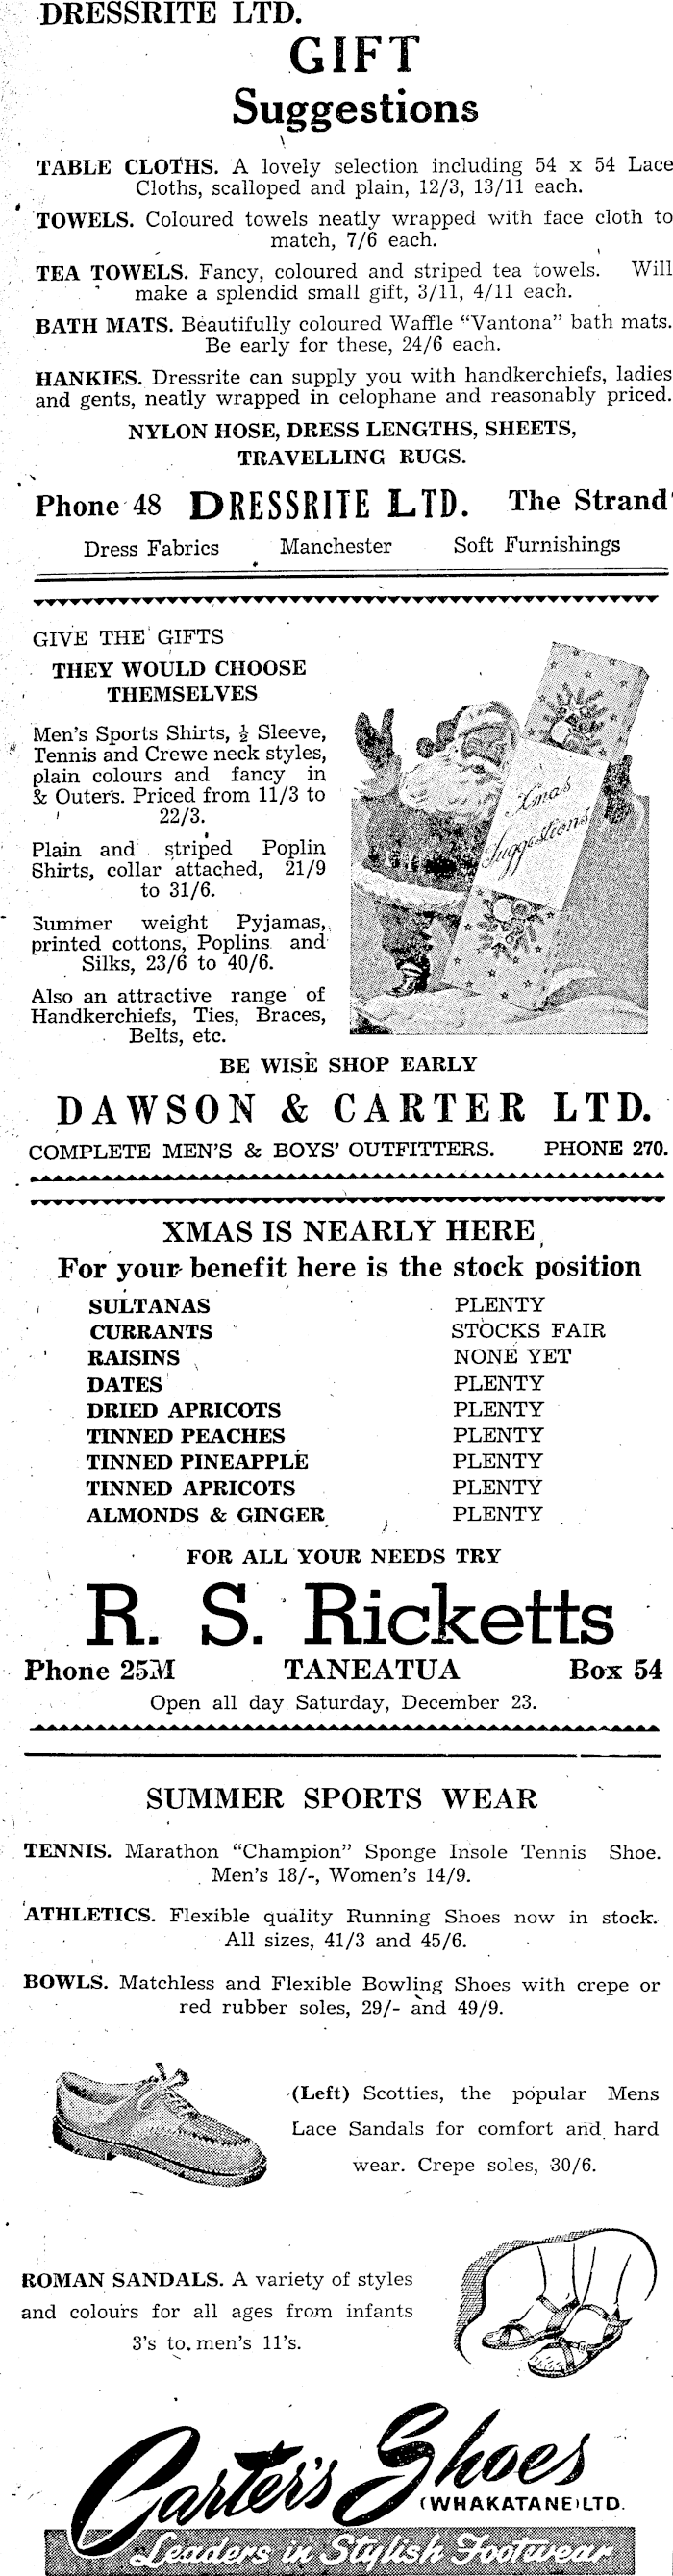 DRESSRITE LTD.
GIFT
Suggestions
TABLE CLOTHS. A lovely selection including 54 x 54 Lace
Cloths, scalloped and plain, 12/3, 13/11 each.
TOWELS. Coloured towels neatly wrapped with face cloth to
match, 7/6 each.
TEA TOWELS. Fancy, coloured and striped tea towels. Will
make a splendid small gift, 3/11, 4/11 each.
BATH MATS. Beautifully coloured Waffle "Vantona" bath mats.
Be early for these, 24/6 each.
HANKIES. Dressrite can supply you with handkerchiefs, ladies
and gents, neatly wrapped in celophane and reasonably priced.
NYLON HOSE, DRESS LENGTHS, SHEETS,
TRAVELLING RUGS.
Phone 48 DRESSRITE LTD. The Strand
Dress Fabrics Manchester Soft Furnishings
GIVE THE GIFTS
THEY WOULD CHOOSE
THEMSELVES
Men's Sports Shirts, ½ Sleeve,
Tennis and Crewe neck styles,
plain colours and fancy in
& Outers. Priced from 11/3 to
22/3.
Plain and striped Poplin
Shirts, collar attached, 21/9
to 31/6.
Summer weight Pyjamas,
printed cottons, Poplins and
Silks, 23/6 to 40/6.
Also an attractive range of
Handkerchiefs, Ties, Braces,
Belts, etc.
Xmas
Suggestions
BE WISE SHOP EARLY
DAWSON & CARTER LTD.
COMPLETE MEN'S & BOYS' OUTFITTERS. PHONE 270.
XMAS IS NEARLY HERE
For your benefit here is the stock position
SULTANAS PLENTY
CURRANTS STOCKS FAIR
RAISINS NONE YET
DATES PLENTY
DRIED APRICOTS PLENTY
TINNED PEACHES PLENTY
TINNED PINEAPPLE PLENTY
TINNED APRICOTS PLENTY
ALMONDS & GINGER PLENTY
FOR ALL YOUR NEEDS TRY
R. S. Ricketts
Phone 25M TANEATUA Box 54
Open all day Saturday, December 23.
SUMMER SPORTS WEAR
TENNIS. Marathon "Champion" Sponge Insole Tennis Shoe.
Men's 18/-, Women's 14/9.
ATHLETICS. Flexible quality Running Shoes now in stock.
All sizes, 41/3 and 45/6.
BOWLS. Matchless and Flexible Bowling Shoes with crepe or
red rubber soles, 29/- and 49/9.
(Left) Scotties, the popular Mens
Lace Sandals for comfort and hard
wear. Crepe soles, 30/6.
ROMAN SANDALS. A variety of styles
and colours for all ages from infants
3's to men's 11's.
Carter's Shoes
(WHAKATANE) LTD.
Leaders in Stylish Footwear